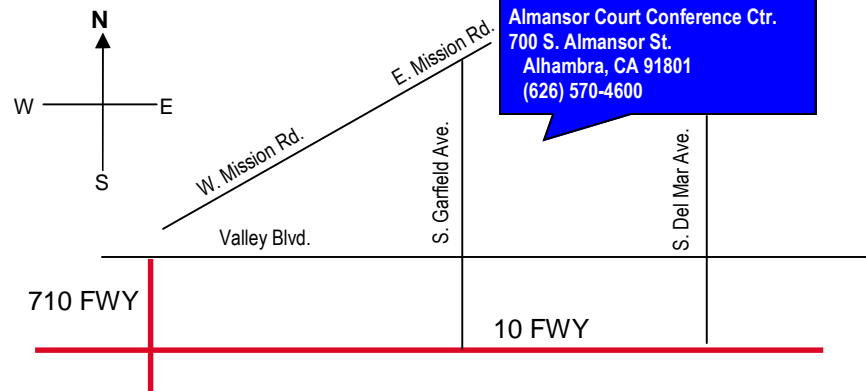 N
W
E
S
Almansor Court Conference Ctr.
700 S. Almansor St.
Alhambra, CA 91801
(626) 570-4600
E. Mission Rd.
W. Mission Rd.
S. Garfield Ave.
S. Del Mar Ave.
Valley Blvd.
710 FWY
10 FWY